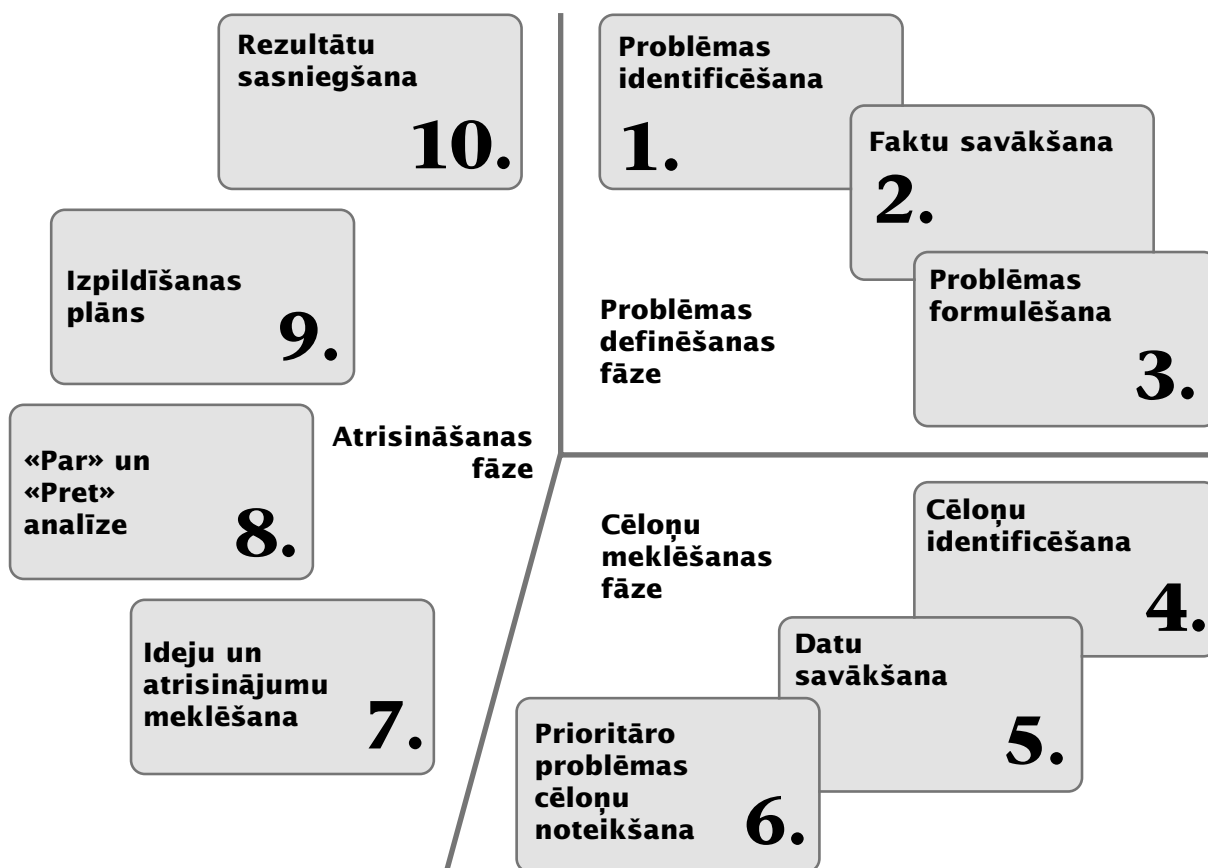 Problēmas
identificēšana
1.
Faktu savākšana
2.
Problēmas
formulēšana
3.
Problēmas
definēšanas
fāze
Cēloņu
identificēšana
4.
Datu
savākšana
5.
Prioritāro
problēmas
cēloņu
noteikšana
6.
Cēloņu
meklēšanas
fāze
Ideju un
atrisinājumu
meklēšana
7.
«Par» un
«Pret»
analīze
8.
Izpildīšanas
plāns
9.
Rezultātu
sasniegšana
10.
Atrisināšanas
fāze